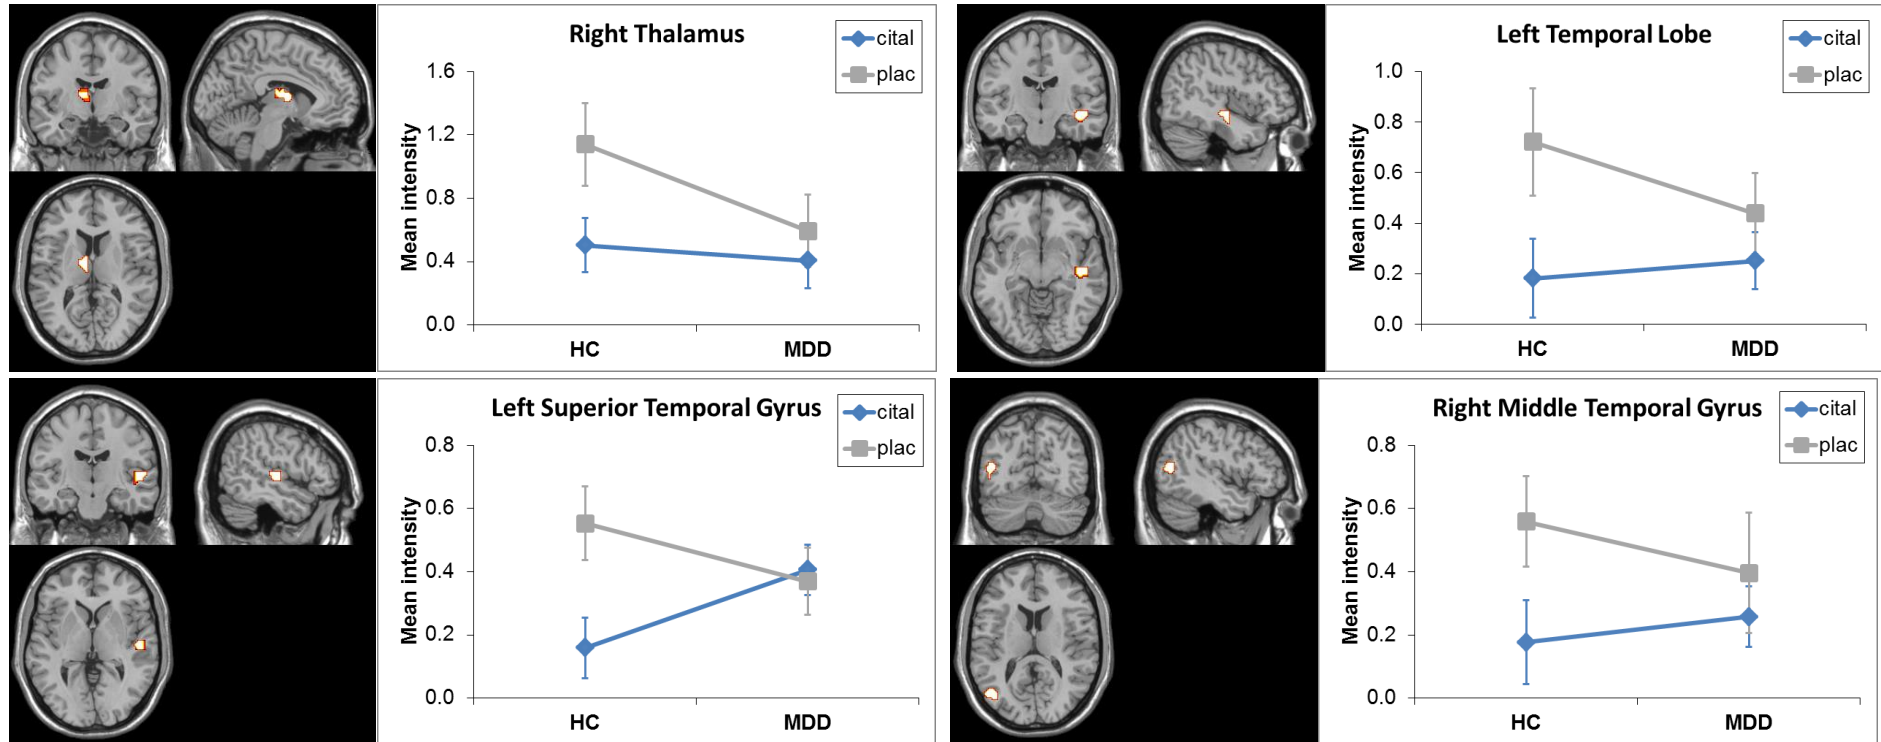 Right Thalamus
cital
plac
Mean intensity
1.6
1.2
0.8
0.4
0.0
HC
MDD
Left Temporal Lobe
cital
plac
Mean intensity
1.0
0.8
0.6
0.4
0.2
0.0
HC
MDD
Left Superior Temporal Gyrus
cital
plac
Mean intensity
0.8
0.6
0.4
0.2
0.0
HC
MDD
Right Middle Temporal Gyrus
cital
plac
Mean intensity
0.8
0.6
0.4
0.2
0.0
HC
MDD